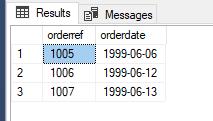 Results Messages
orderref orderdate
1 1005 1999-06-06
2 1006 1999-06-12
3 1007 1999-06-13